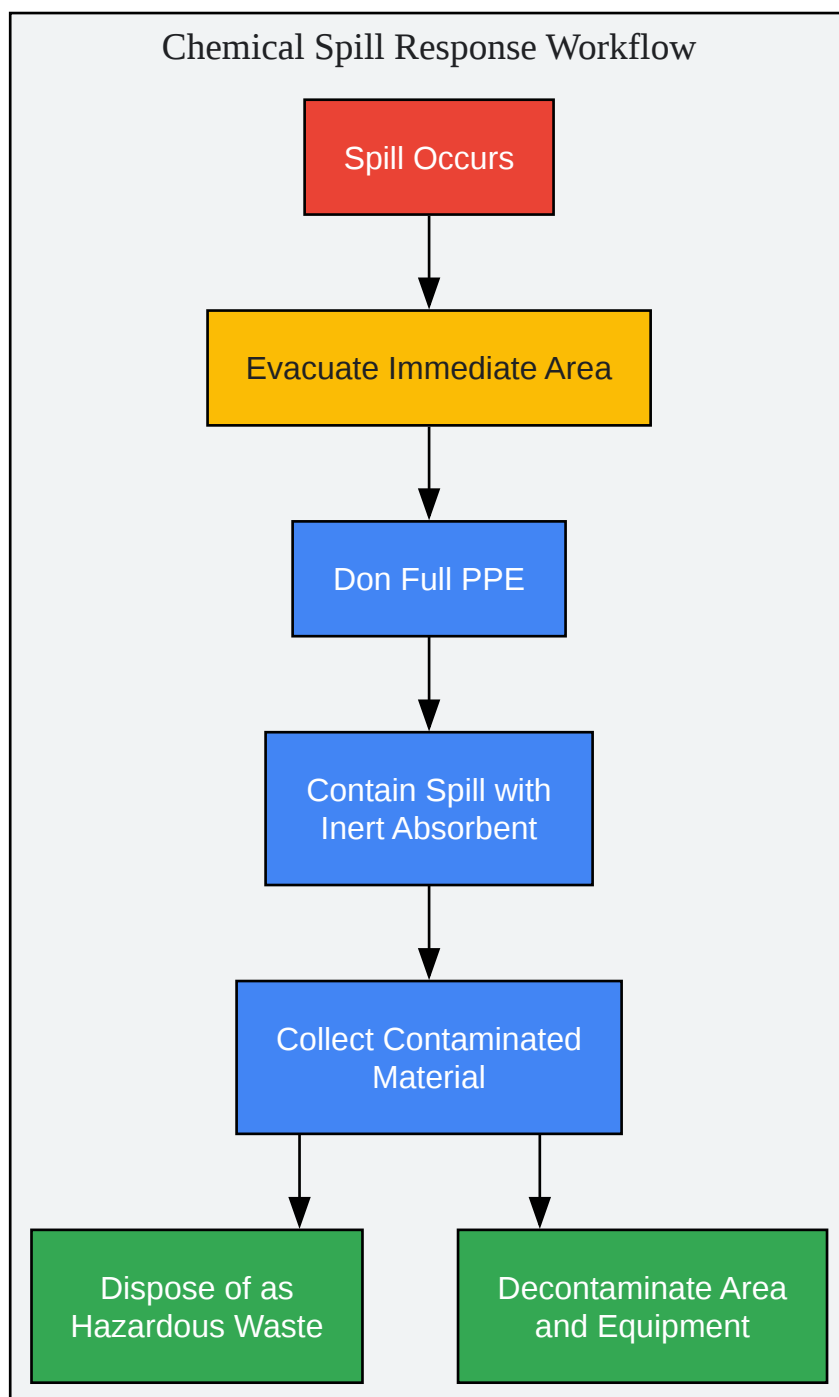 Chemical Spill Response Workflow
Spill Occurs
Evacuate Immediate Area
Don Full PPE
Contain Spill with
Inert Absorbent
Collect Contaminated
Material
Dispose of as
Hazardous Waste
Decontaminate Area
and Equipment